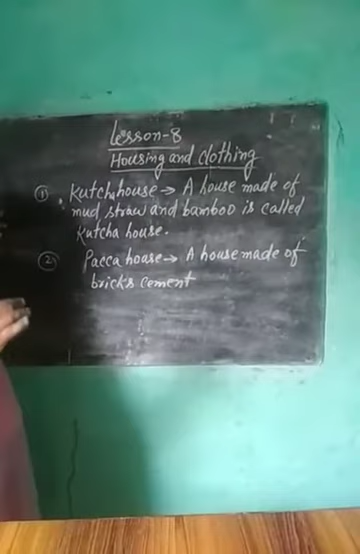 Lesson-8
Housing and clothing
① Kutchhouse → A house made of
mud straw and bamboo is called
Kutcha house.
② Pacca house → A house made of
bricks cement